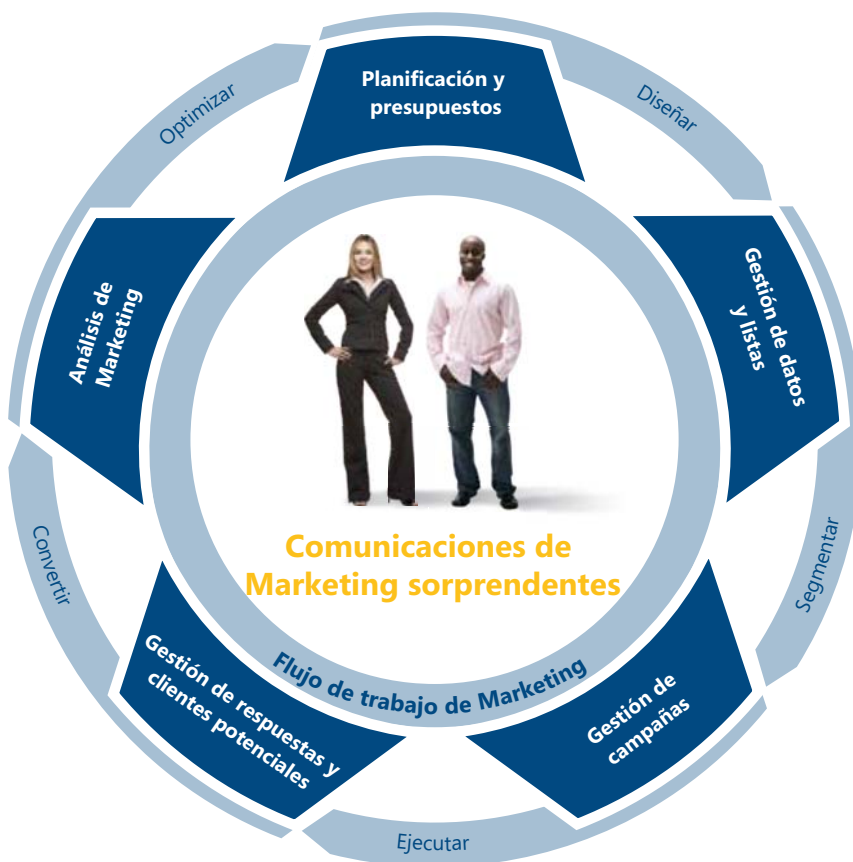 Planificación y
presupuestos
Diseñar
Gestión de datos
y listas
Segmentar
Gestión de
campañas
Ejecutar
Gestión de respuestas y
clientes potenciales
Convertir
Análisis de
Marketing
Optimizar
Comunicaciones de
Marketing sorprendentes
Flujo de trabajo de Marketing